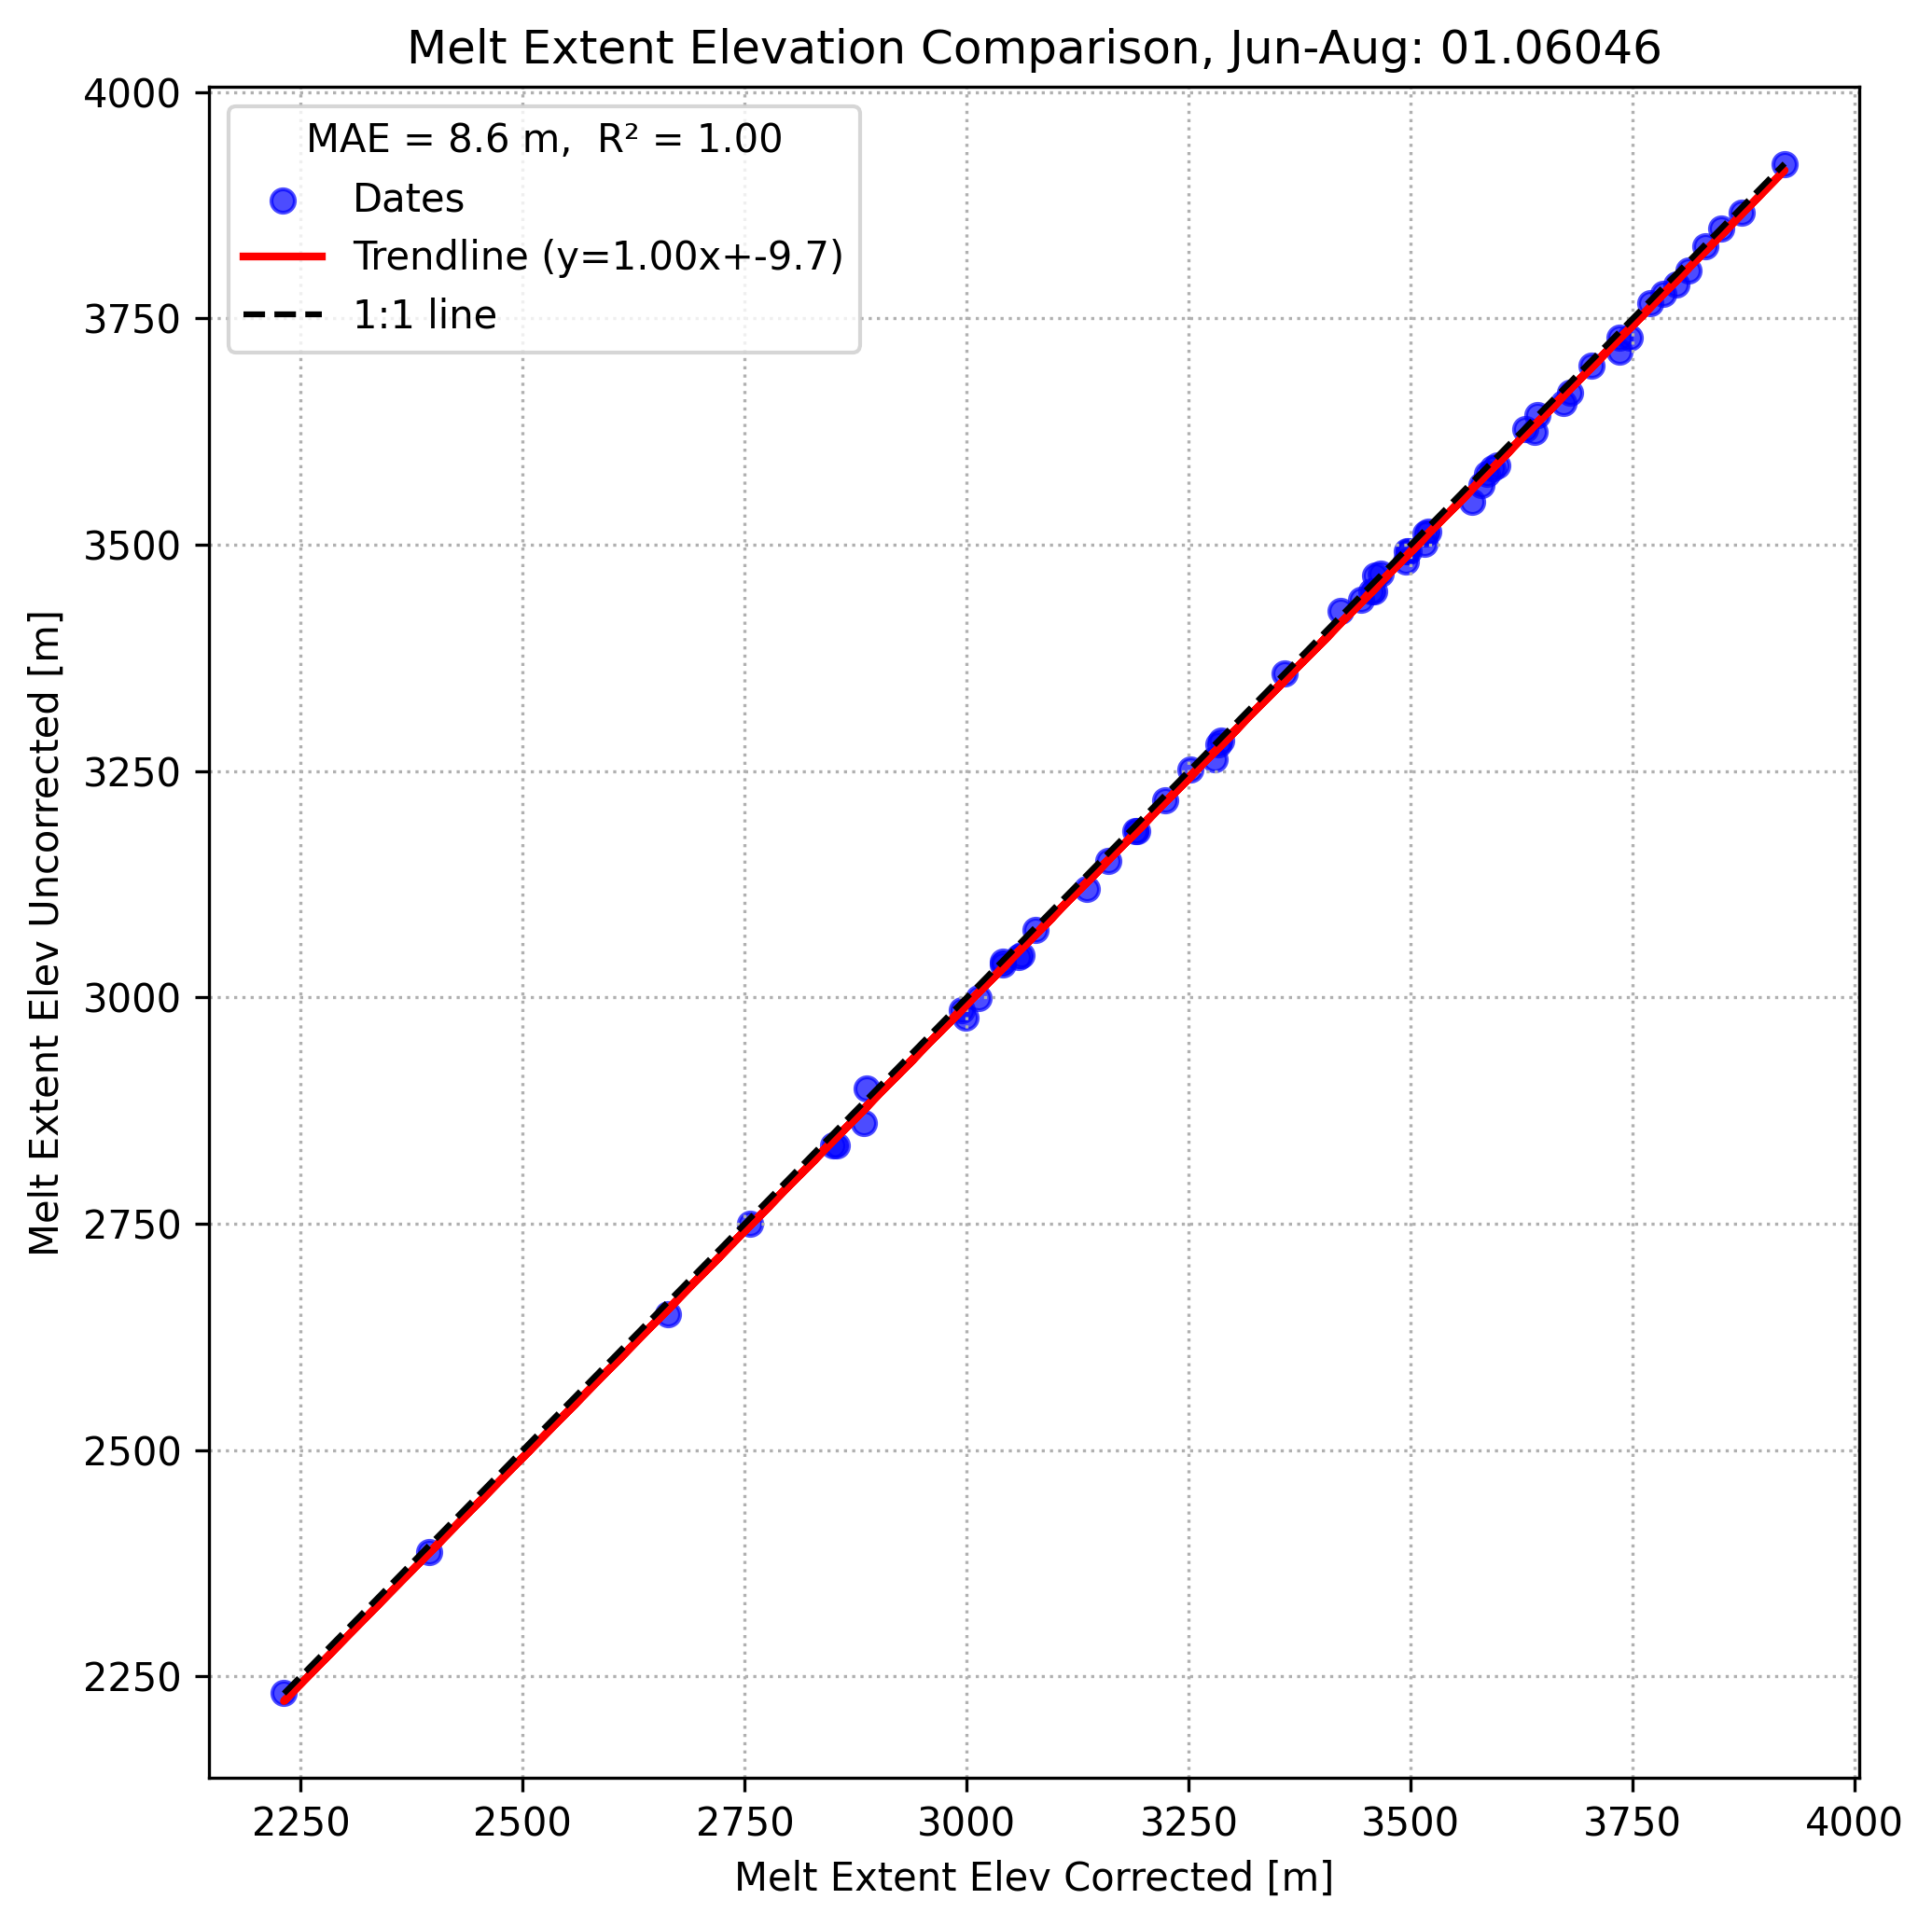 Melt Extent Elevation Comparison, Jun-Aug: 01.06046
MAE = 8.6 m,  R² = 1.00
Dates
Trendline (y=1.00x+-9.7)
1:1 line
4000
3750
3500
3250
3000
2750
2500
2250
Melt Extent Elev Uncorrected [m]
2250 2500 2750 3000 3250 3500 3750 4000
Melt Extent Elev Corrected [m]